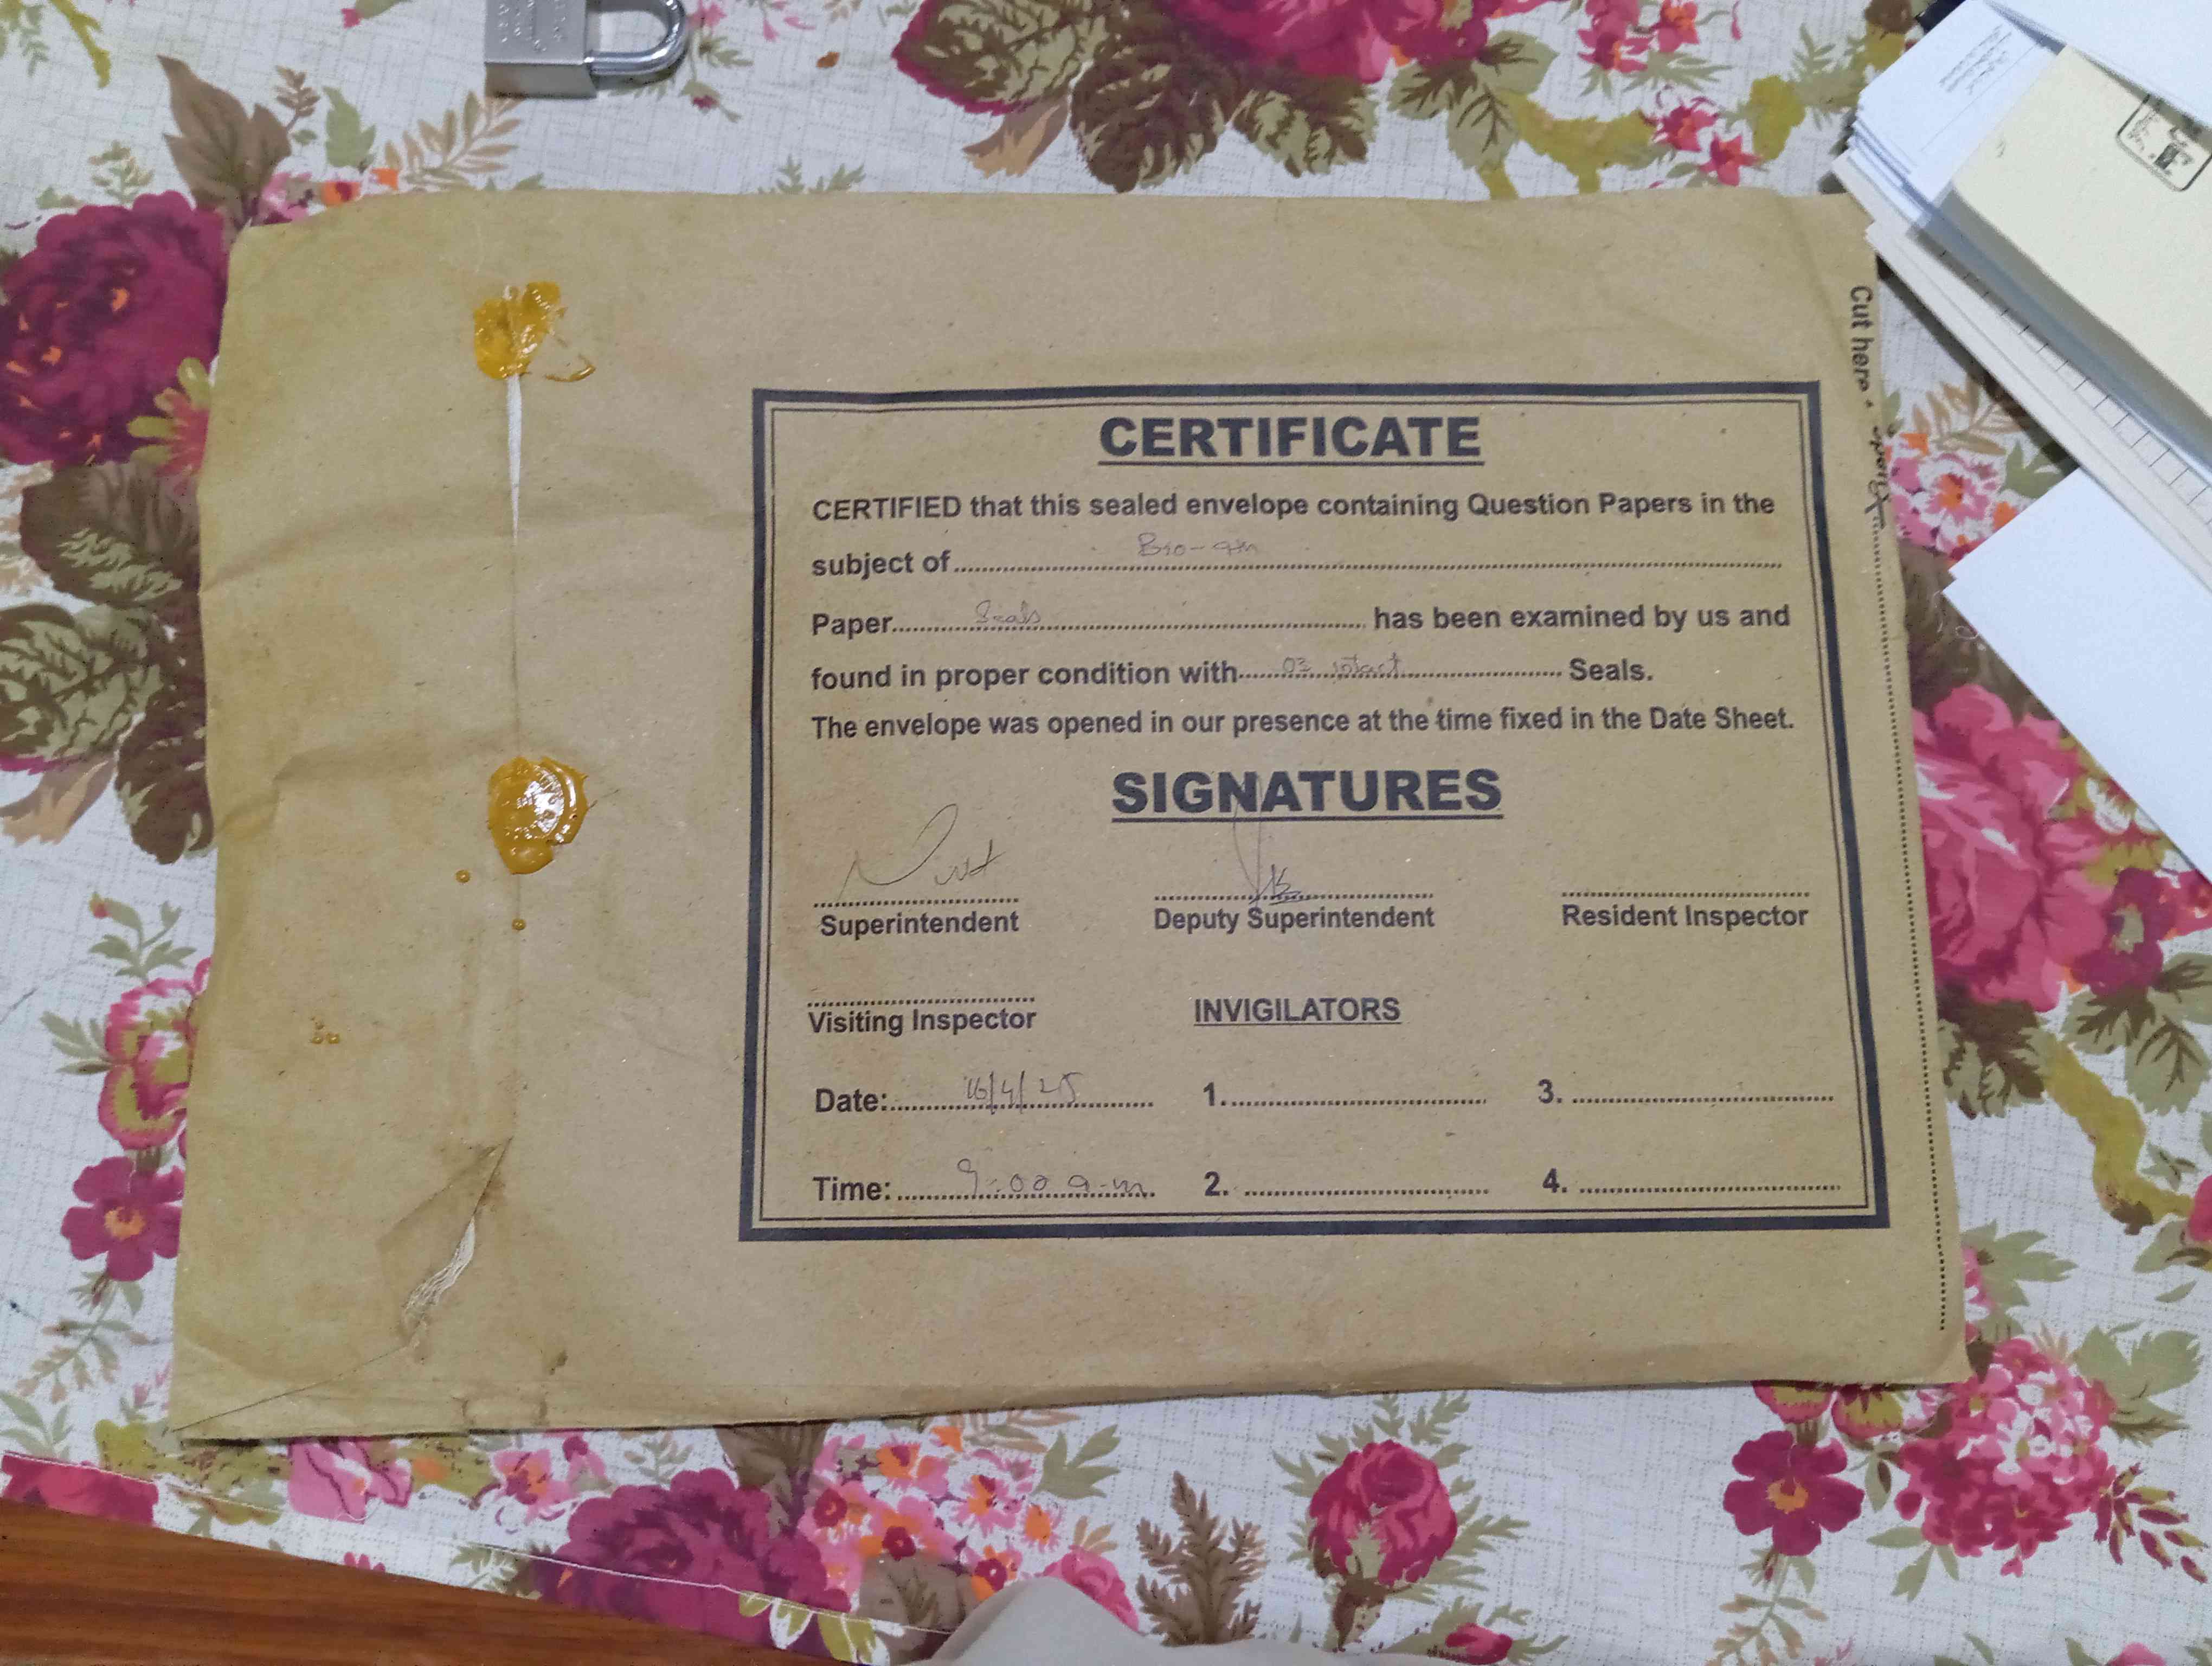 Cut here
CERTIFICATE
CERTIFIED that this sealed envelope containing Question Papers in the
subject of Bio-9th
Paper Seals has been examined by us and
found in proper condition with 03 intact Seals.
The envelope was opened in our presence at the time fixed in the Date Sheet.
SIGNATURES
Superintendent Deputy Superintendent Resident Inspector
Visiting Inspector INVIGILATORS
Date: 16/4/25 1. 3.
Time: 9:00 a.m 2. 4.